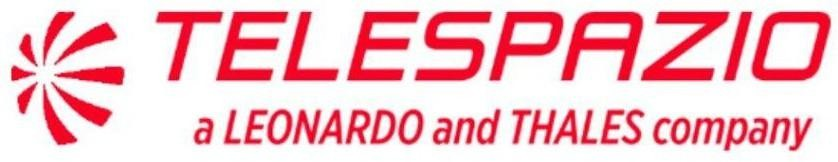 TELESPAZIO
a LEONARDO and THALES company